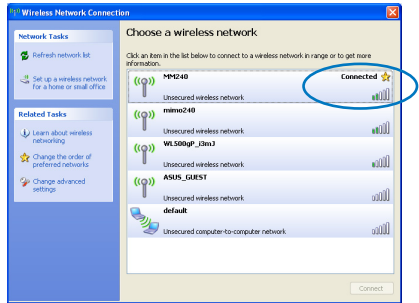 Wireless Network Connection
Network Tasks
Refresh network list
Set up a wireless network
for a home or small office
Related Tasks
Learn about wireless
networking
Change the order of
preferred networks
Change advanced
settings
Choose a wireless network
Click an item in the list below to connect to a wireless network in range or to get more
information.
MM240
Connected
Unsecured wireless network
mimo240
Unsecured wireless network
WL500gP_i3mJ
Unsecured wireless network
ASUS_GUEST
Unsecured wireless network
default
Unsecured computer-to-computer network
Connect